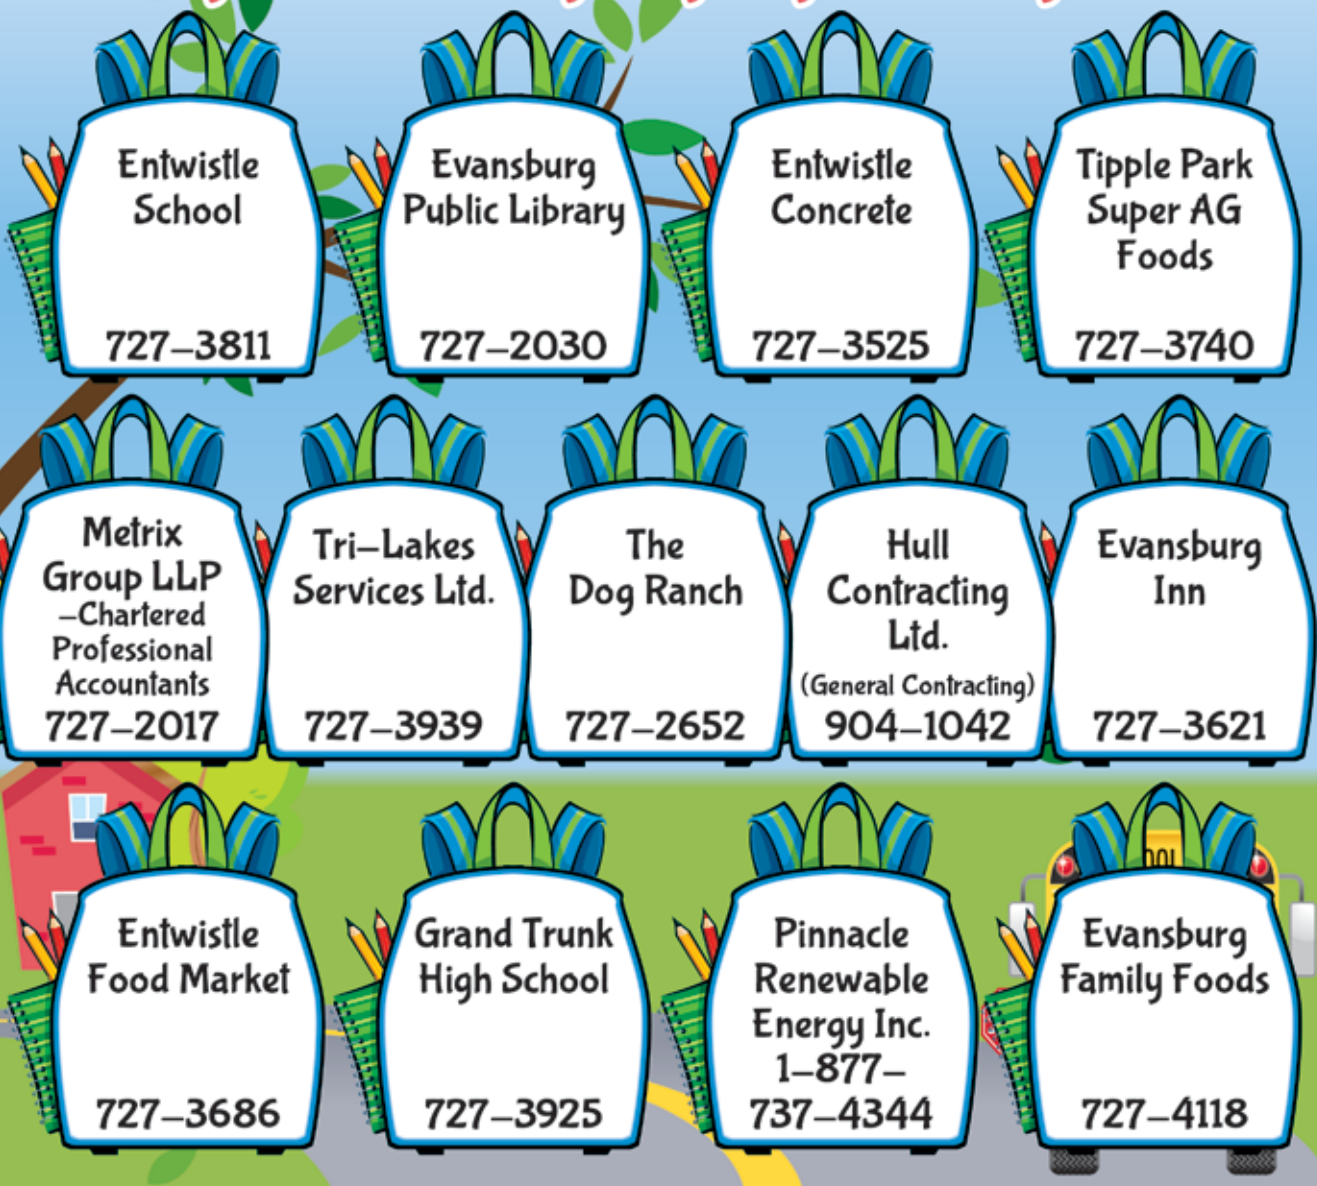 Entwistle
School
727-3811
Evansburg
Public Library
727-2030
Entwistle
Concrete
727-3525
Tipple Park
Super AG
Foods
727-3740
Metrix
Group LLP
-Chartered
Professional
Accountants
727-2017
Tri-Lakes
Services Ltd.
727-3939
The
Dog Ranch
727-2652
Hull
Contracting
Ltd.
(General Contracting)
904-1042
Evansburg
Inn
727-3621
Entwistle
Food Market
727-3686
Grand Trunk
High School
727-3925
Pinnacle
Renewable
Energy Inc.
1-877-
737-4344
Evansburg
Family Foods
727-4118